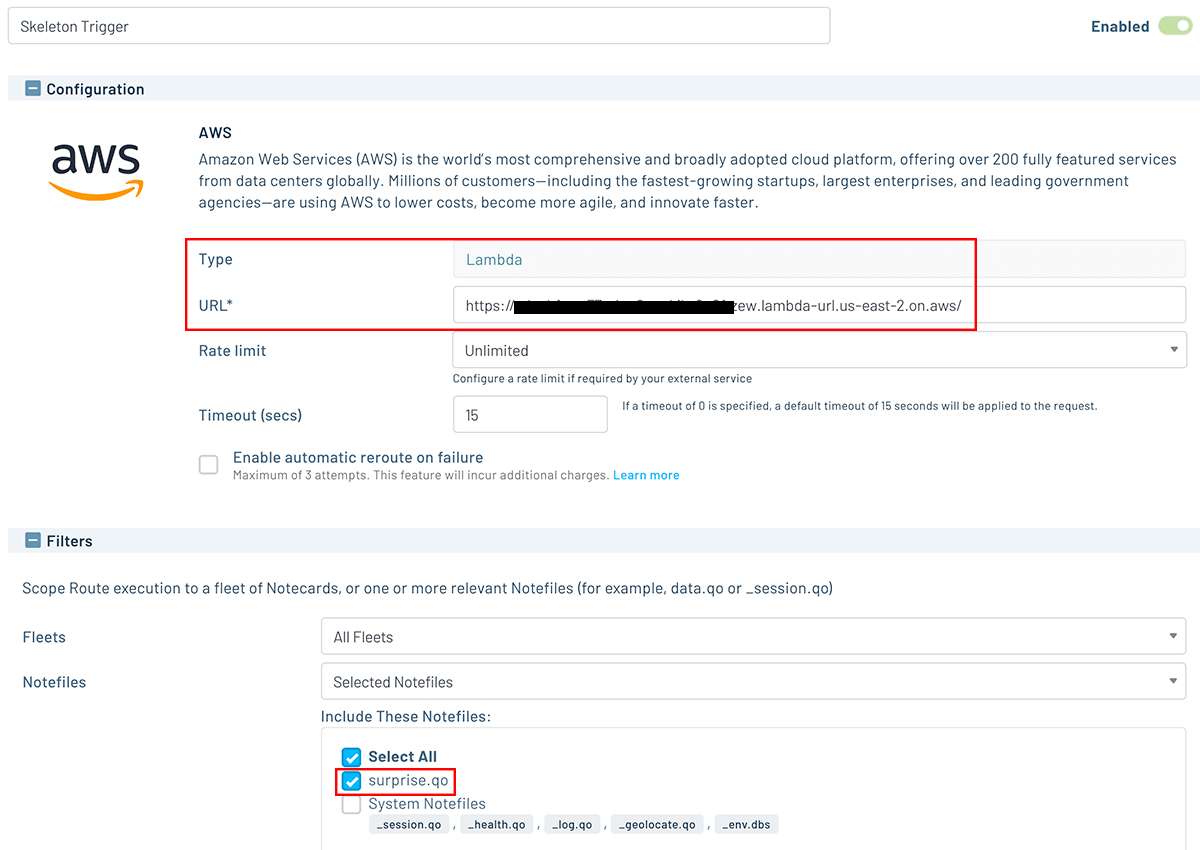 Skeleton Trigger
Enabled
Configuration
aws
AWS
Amazon Web Services (AWS) is the world's most comprehensive and broadly adopted cloud platform, offering over 200 fully featured services
from data centers globally. Millions of customers—including the fastest-growing startups, largest enterprises, and leading government
agencies—are using AWS to lower costs, become more agile, and innovate faster.
Type
Lambda
URL*
https:// zew.lambda-url.us-east-2.on.aws/
Rate limit
Unlimited
Configure a rate limit if required by your external service
Timeout (secs)
15
If a timeout of 0 is specified, a default timeout of 15 seconds will be applied to the request.
Enable automatic reroute on failure
Maximum of 3 attempts. This feature will incur additional charges. Learn more
Filters
Scope Route execution to a fleet of Notecards, or one or more relevant Notefiles (for example, data.qo or _session.qo)
Fleets
All Fleets
Notefiles
Selected Notefiles
Include These Notefiles:
Select All
surprise.qo
System Notefiles
_session.qo , _health.qo , _log.qo , _geolocate.qo , _env.dbs